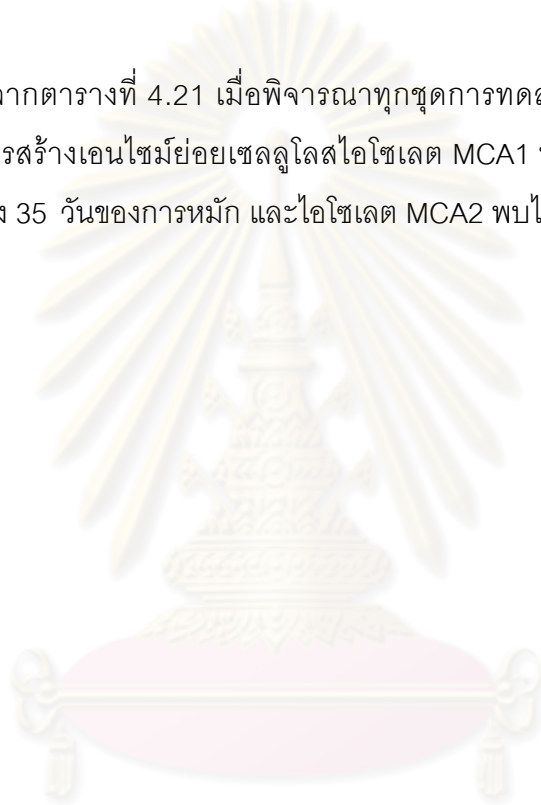 ากตารางที่ 4.21 เมื่อพิจารณาทุกชุดการทดส
รสร้างเอนไซม์ย่อยเซลลูโลสไอโซเลต MCA1
35 วันของการหมัก และไอโซเลต MCA2 พบไ